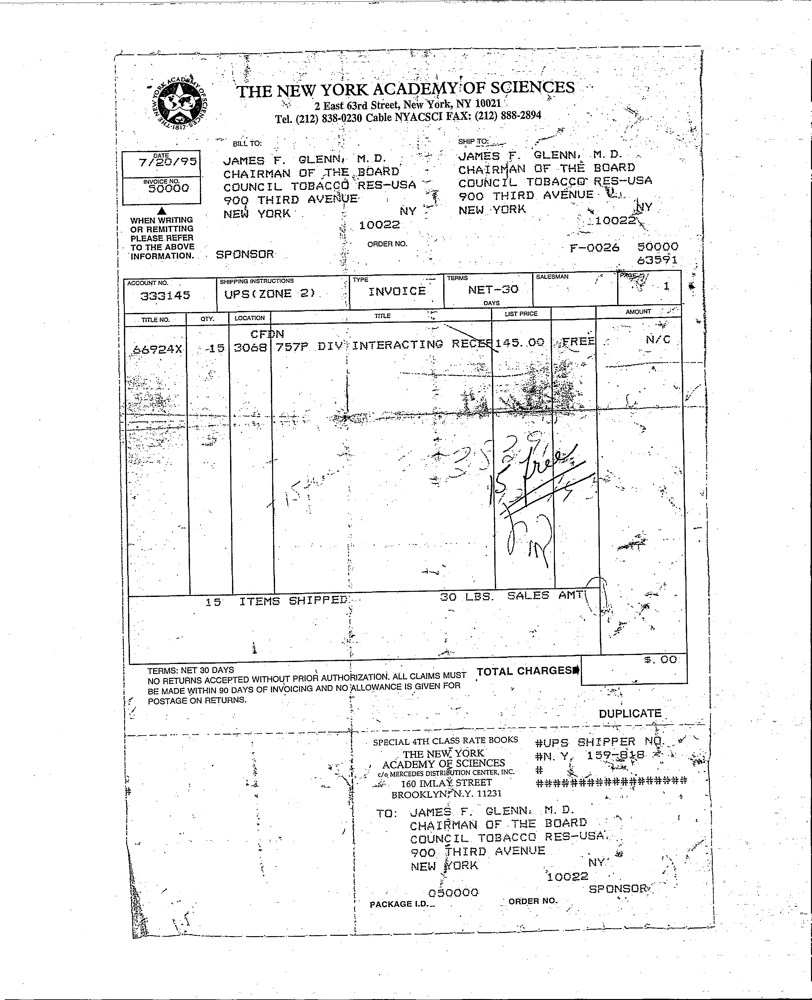 THE NEW YORK ACADEMY OF SCIENCES
2 East 63rd Street, New York, NY 10021
Tel. (212) 838-0230 Cable NYACSCI FAX: (212) 888-2894
DATE
7/20/95
INVOICE NO.
50000
WHEN WRITING
OR REMITTING
PLEASE REFER
TO THE ABOVE
INFORMATION.
BILL TO:
JAMES F. GLENN, M.D.
CHAIRMAN OF THE BOARD
COUNCIL TOBACCO RES-USA
900 THIRD AVENUE
NEW YORK NY
10022
ORDER NO.
SPONSOR
SHIP TO:
JAMES F. GLENN, M.D.
CHAIRMAN OF THE BOARD
COUNCIL TOBACCO RES-USA
900 THIRD AVENUE
NEW YORK NY
10022
F-0026 50000
63591
ACCOUNT NO. SHIPPING INSTRUCTIONS TYPE TERMS SALESMAN PAGE
333145 UPS(ZONE 2) INVOICE NET-30 1
DAYS
TITLE NO. QTY. LOCATION TITLE LIST PRICE AMOUNT
CFDN
66924X 15 3068 757P DIV INTERACTING RECEE 145.00 FREE N/C
3529
15 free
15 ITEMS SHIPPED 30 LBS. SALES AMT
TERMS: NET 30 DAYS
NO RETURNS ACCEPTED WITHOUT PRIOR AUTHORIZATION. ALL CLAIMS MUST
BE MADE WITHIN 90 DAYS OF INVOICING AND NO ALLOWANCE IS GIVEN FOR
POSTAGE ON RETURNS.
TOTAL CHARGES $.00
DUPLICATE
SPECIAL 4TH CLASS RATE BOOKS
THE NEW YORK
ACADEMY OF SCIENCES
c/o MERCEDES DISTRIBUTION CENTER, INC.
160 IMLAY STREET
BROOKLYN, N.Y. 11231
#UPS SHIPPER NO.
#N.Y. 159-818
#
##################
TO: JAMES F. GLENN, M.D.
CHAIRMAN OF THE BOARD
COUNCIL TOBACCO RES-USA
900 THIRD AVENUE
NEW YORK NY
10022
050000 SPONSOR
PACKAGE I.D. ORDER NO.